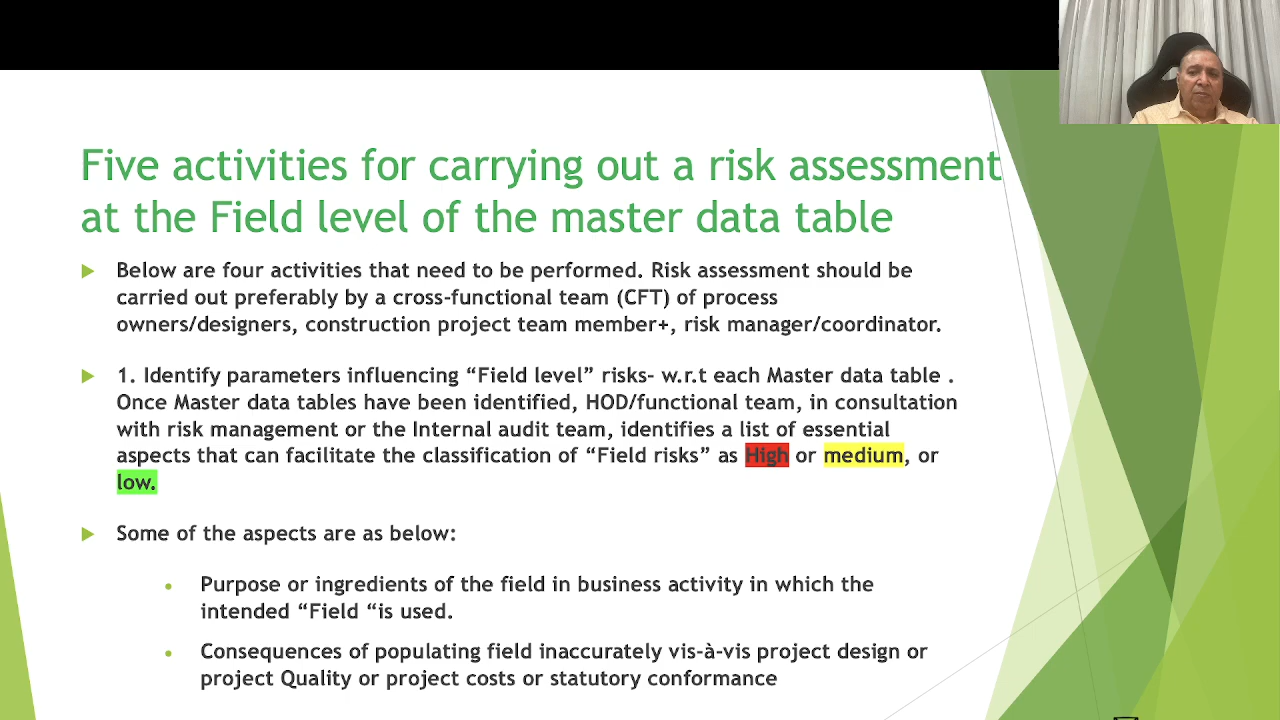 Five activities for carrying out a risk assessment
at the Field level of the master data table
Below are four activities that need to be performed. Risk assessment should be
carried out preferably by a cross-functional team (CFT) of process
owners/designers, construction project team member+, risk manager/coordinator.
1. Identify parameters influencing “Field level” risks- w.r.t each Master data table .
Once Master data tables have been identified, HOD/functional team, in consultation
with risk management or the Internal audit team, identifies a list of essential
aspects that can facilitate the classification of “Field risks” as High or medium, or
low.
Some of the aspects are as below:
Purpose or ingredients of the field in business activity in which the
intended “Field “is used.
Consequences of populating field inaccurately vis-à-vis project design or
project Quality or project costs or statutory conformance